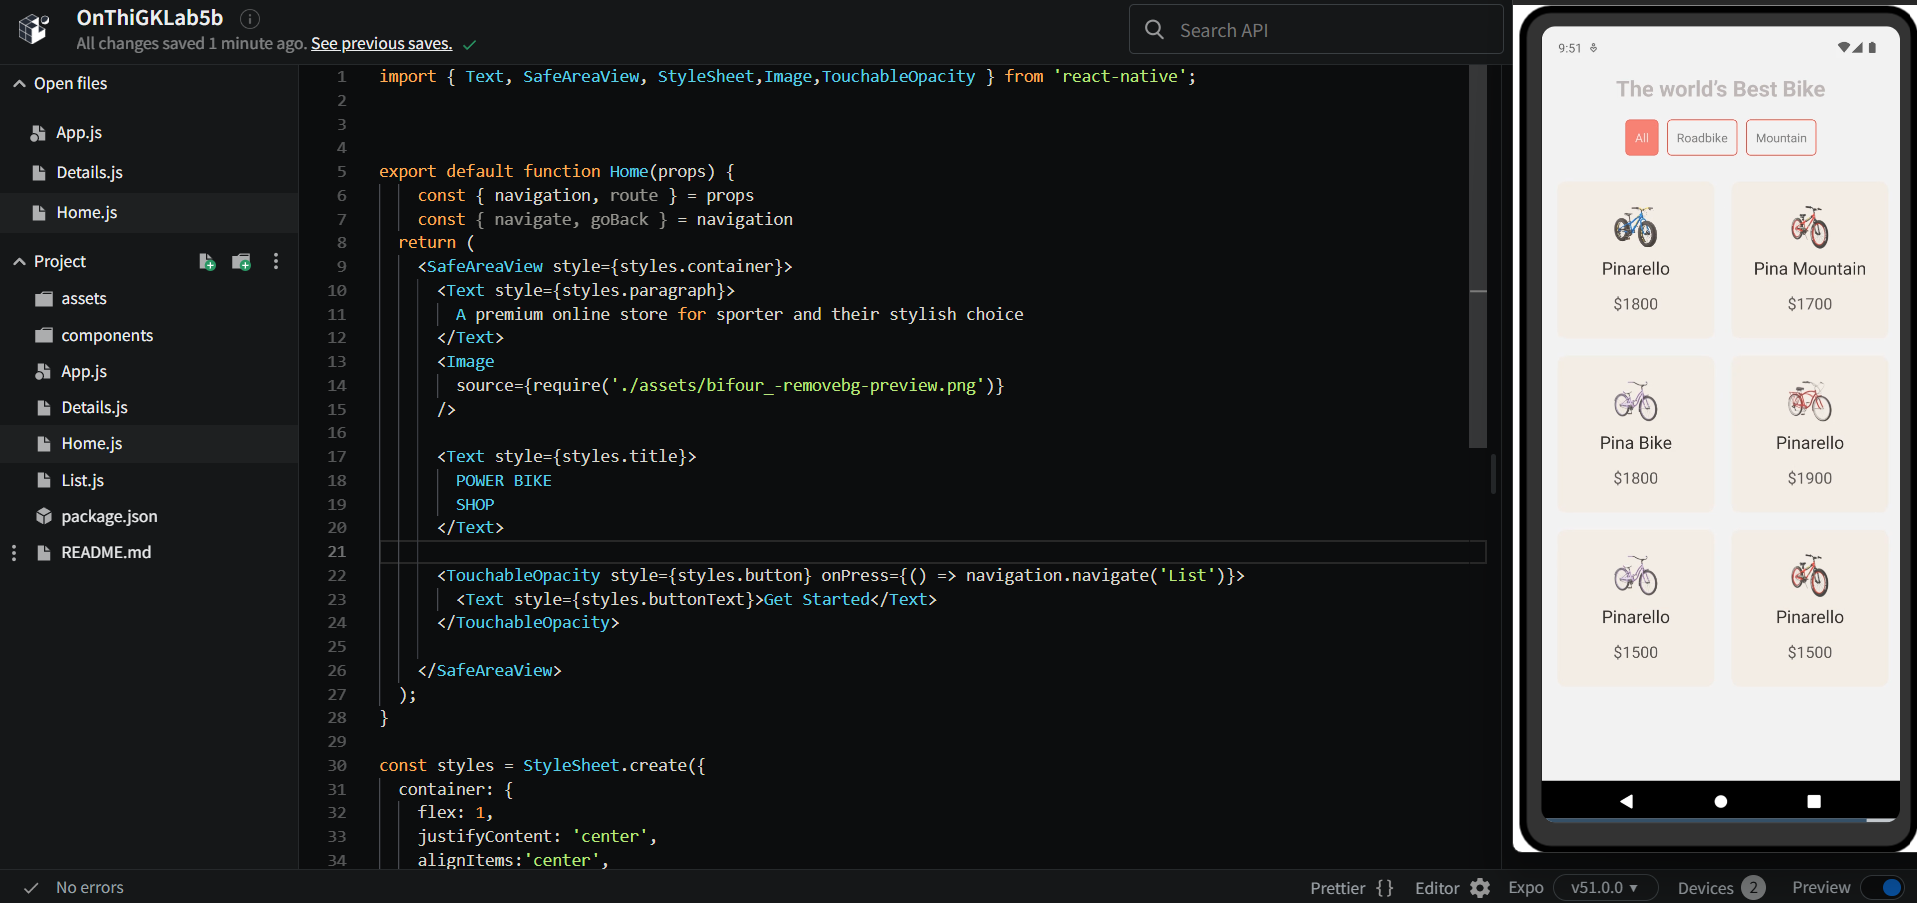 OnThiGKLab5b
All changes saved 1 minute ago. See previous saves.
Search API
Open files
App.js
Details.js
Home.js
Project
assets
components
App.js
Details.js
Home.js
List.js
package.json
README.md
1 import { Text, SafeAreaView, StyleSheet,Image,TouchableOpacity } from 'react-native';
2
3
4
5 export default function Home(props) {
6 const { navigation, route } = props
7 const { navigate, goBack } = navigation
8 return (
9 <SafeAreaView style={styles.container}>
10 <Text style={styles.paragraph}>
11 A premium online store for sporter and their stylish choice
12 </Text>
13 <Image
14 source={require('./assets/bifour_-removebg-preview.png')}
15 />
16
17 <Text style={styles.title}>
18 POWER BIKE
19 SHOP
20 </Text>
21
22 <TouchableOpacity style={styles.button} onPress={() => navigation.navigate('List')}>
23 <Text style={styles.buttonText}>Get Started</Text>
24 </TouchableOpacity>
25
26 </SafeAreaView>
27 );
28 }
29
30 const styles = StyleSheet.create({
31 container: {
32 flex: 1,
33 justifyContent: 'center',
34 alignItems:'center',
9:51
The world’s Best Bike
All Roadbike Mountain
Pinarello Pina Mountain
$1800 $1700
Pina Bike Pinarello
$1800 $1900
Pinarello Pinarello
$1500 $1500
No errors
Prettier {} Editor Expo v51.0.0 Devices 2 Preview